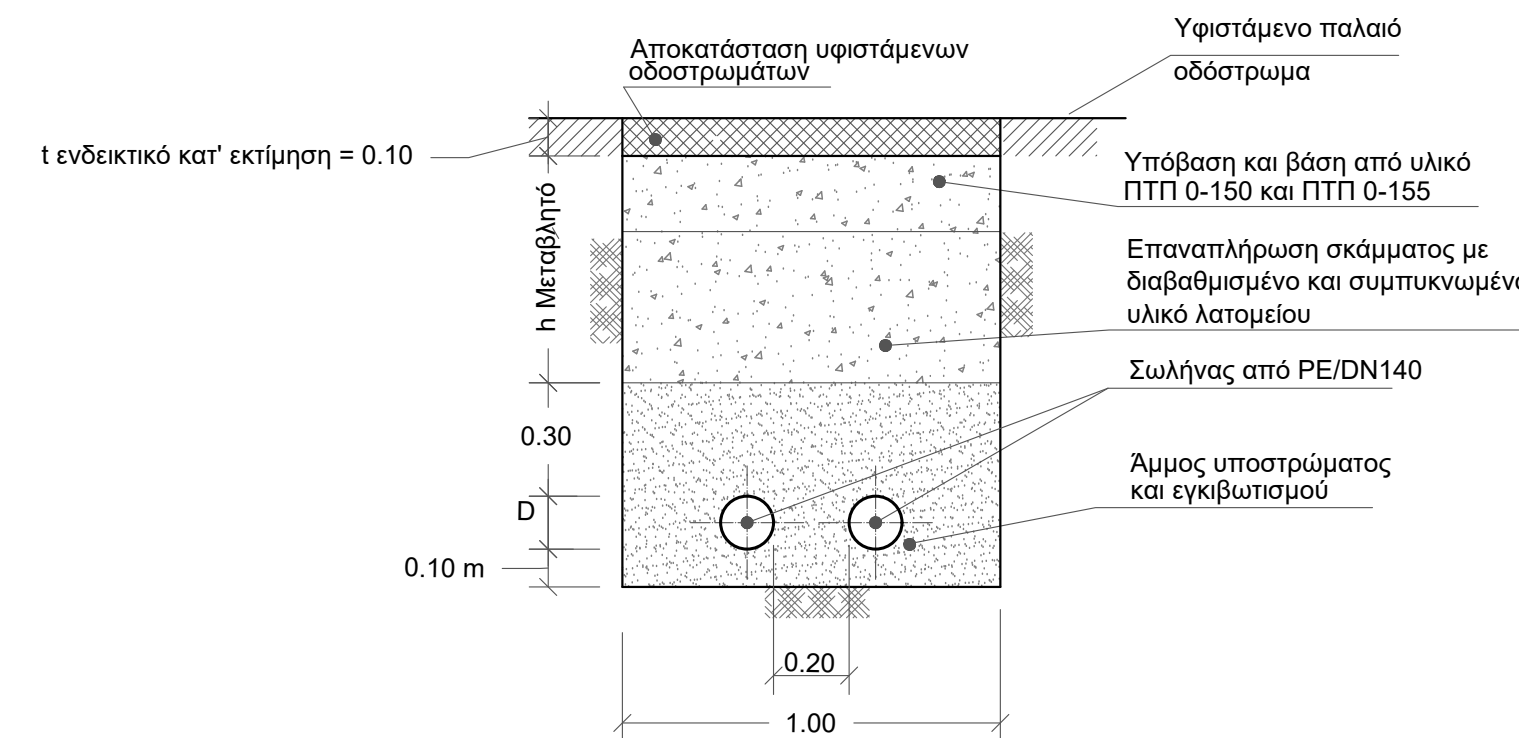 Υφιστάμενο παλαιό
οδόστρωμα
Αποκατάσταση υφιστάμενων
οδοστρωμάτων
t ενδεικτικό κατ' εκτίμηση = 0.10
Υπόβαση και βάση από υλικό
ΠΤΠ 0-150 και ΠΤΠ 0-155
h Μεταβλητό
Επαναπλήρωση σκάμματος με
διαβαθμισμένο και συμπυκνωμένο
υλικό λατομείου
Σωλήνας από PE/DN140
0.30
Άμμος υποστρώματος
και εγκιβωτισμού
D
0.10 m
0.20
1.00